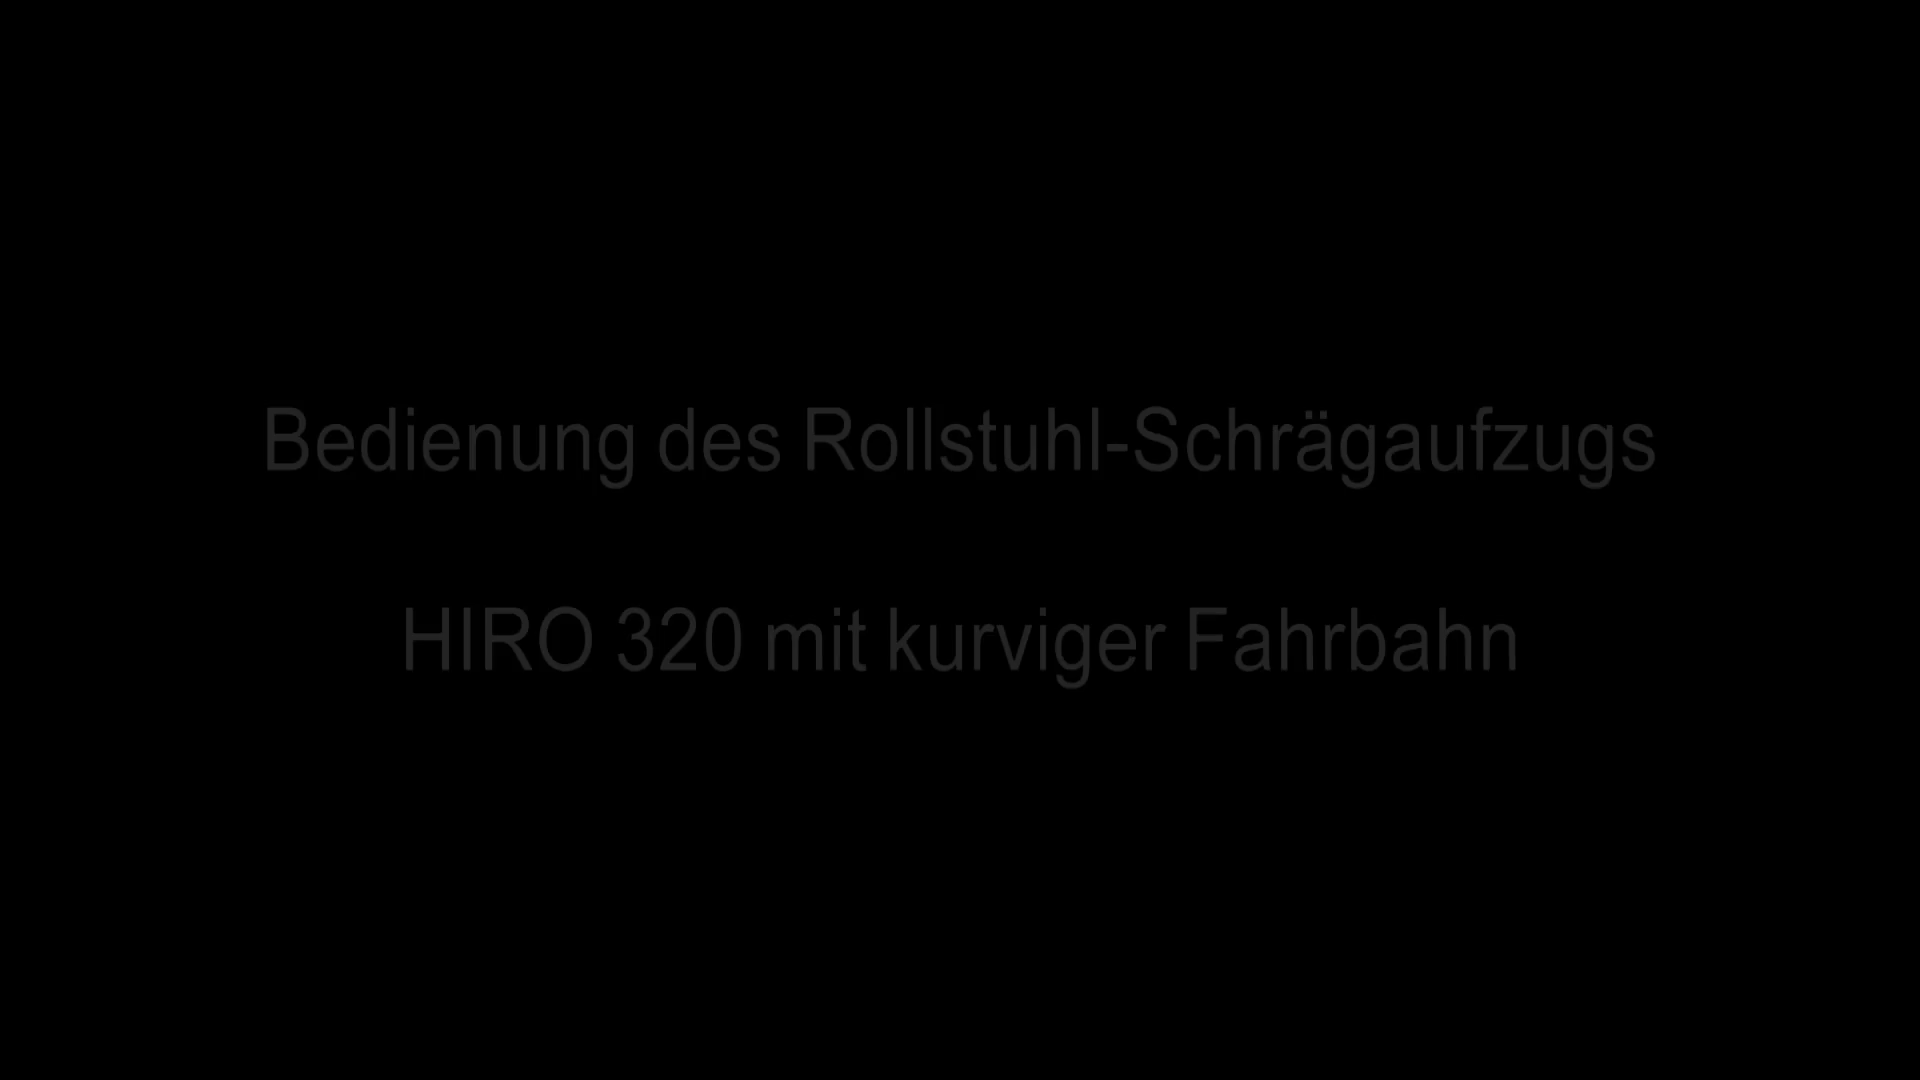 Bedienung des Rollstuhl-Schrägaufzugs
HIRO 320 mit kurviger Fahrbahn